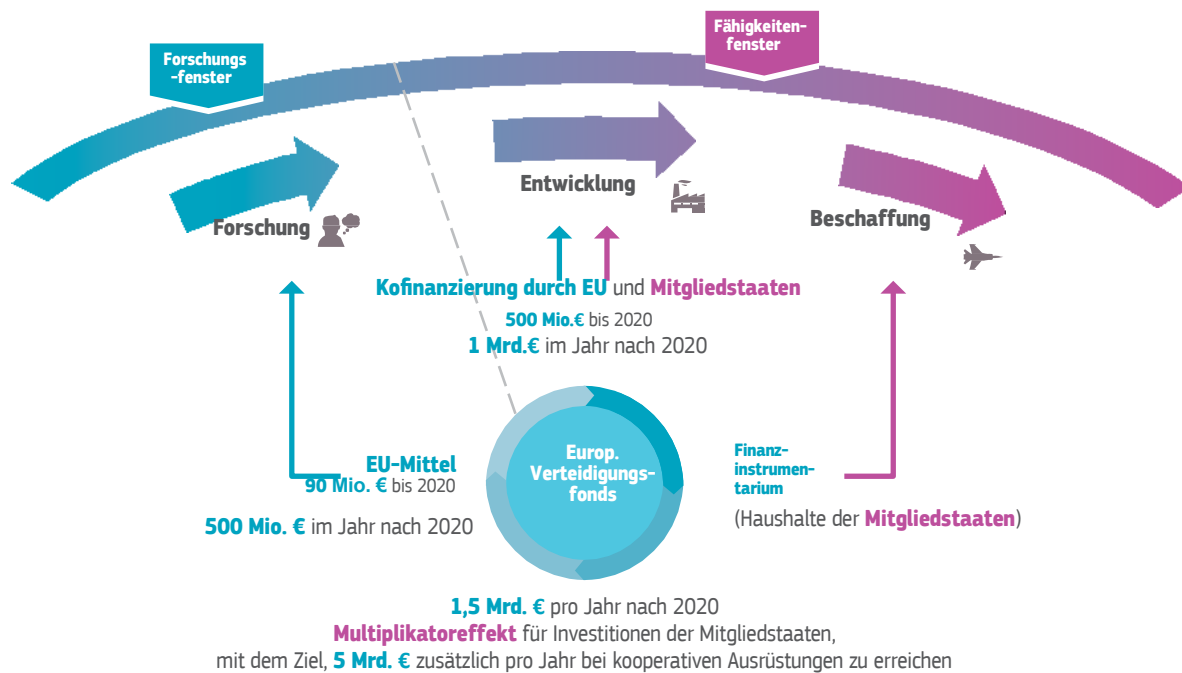 Forschungs
-fenster
Fähigkeiten-
fenster
Forschung
Entwicklung
Beschaffung
Kofinanzierung durch EU und Mitgliedstaaten
500 Mio.€ bis 2020
1 Mrd.€ im Jahr nach 2020
EU-Mittel
90 Mio. € bis 2020
500 Mio. € im Jahr nach 2020
Europ.
Verteidigungs-
fonds
Finanz-
instrumen-
tarium
(Haushalte der Mitgliedstaaten)
1,5 Mrd. € pro Jahr nach 2020
Multiplikatoreffekt für Investitionen der Mitgliedstaaten,
mit dem Ziel, 5 Mrd. € zusätzlich pro Jahr bei kooperativen Ausrüstungen zu erreichen